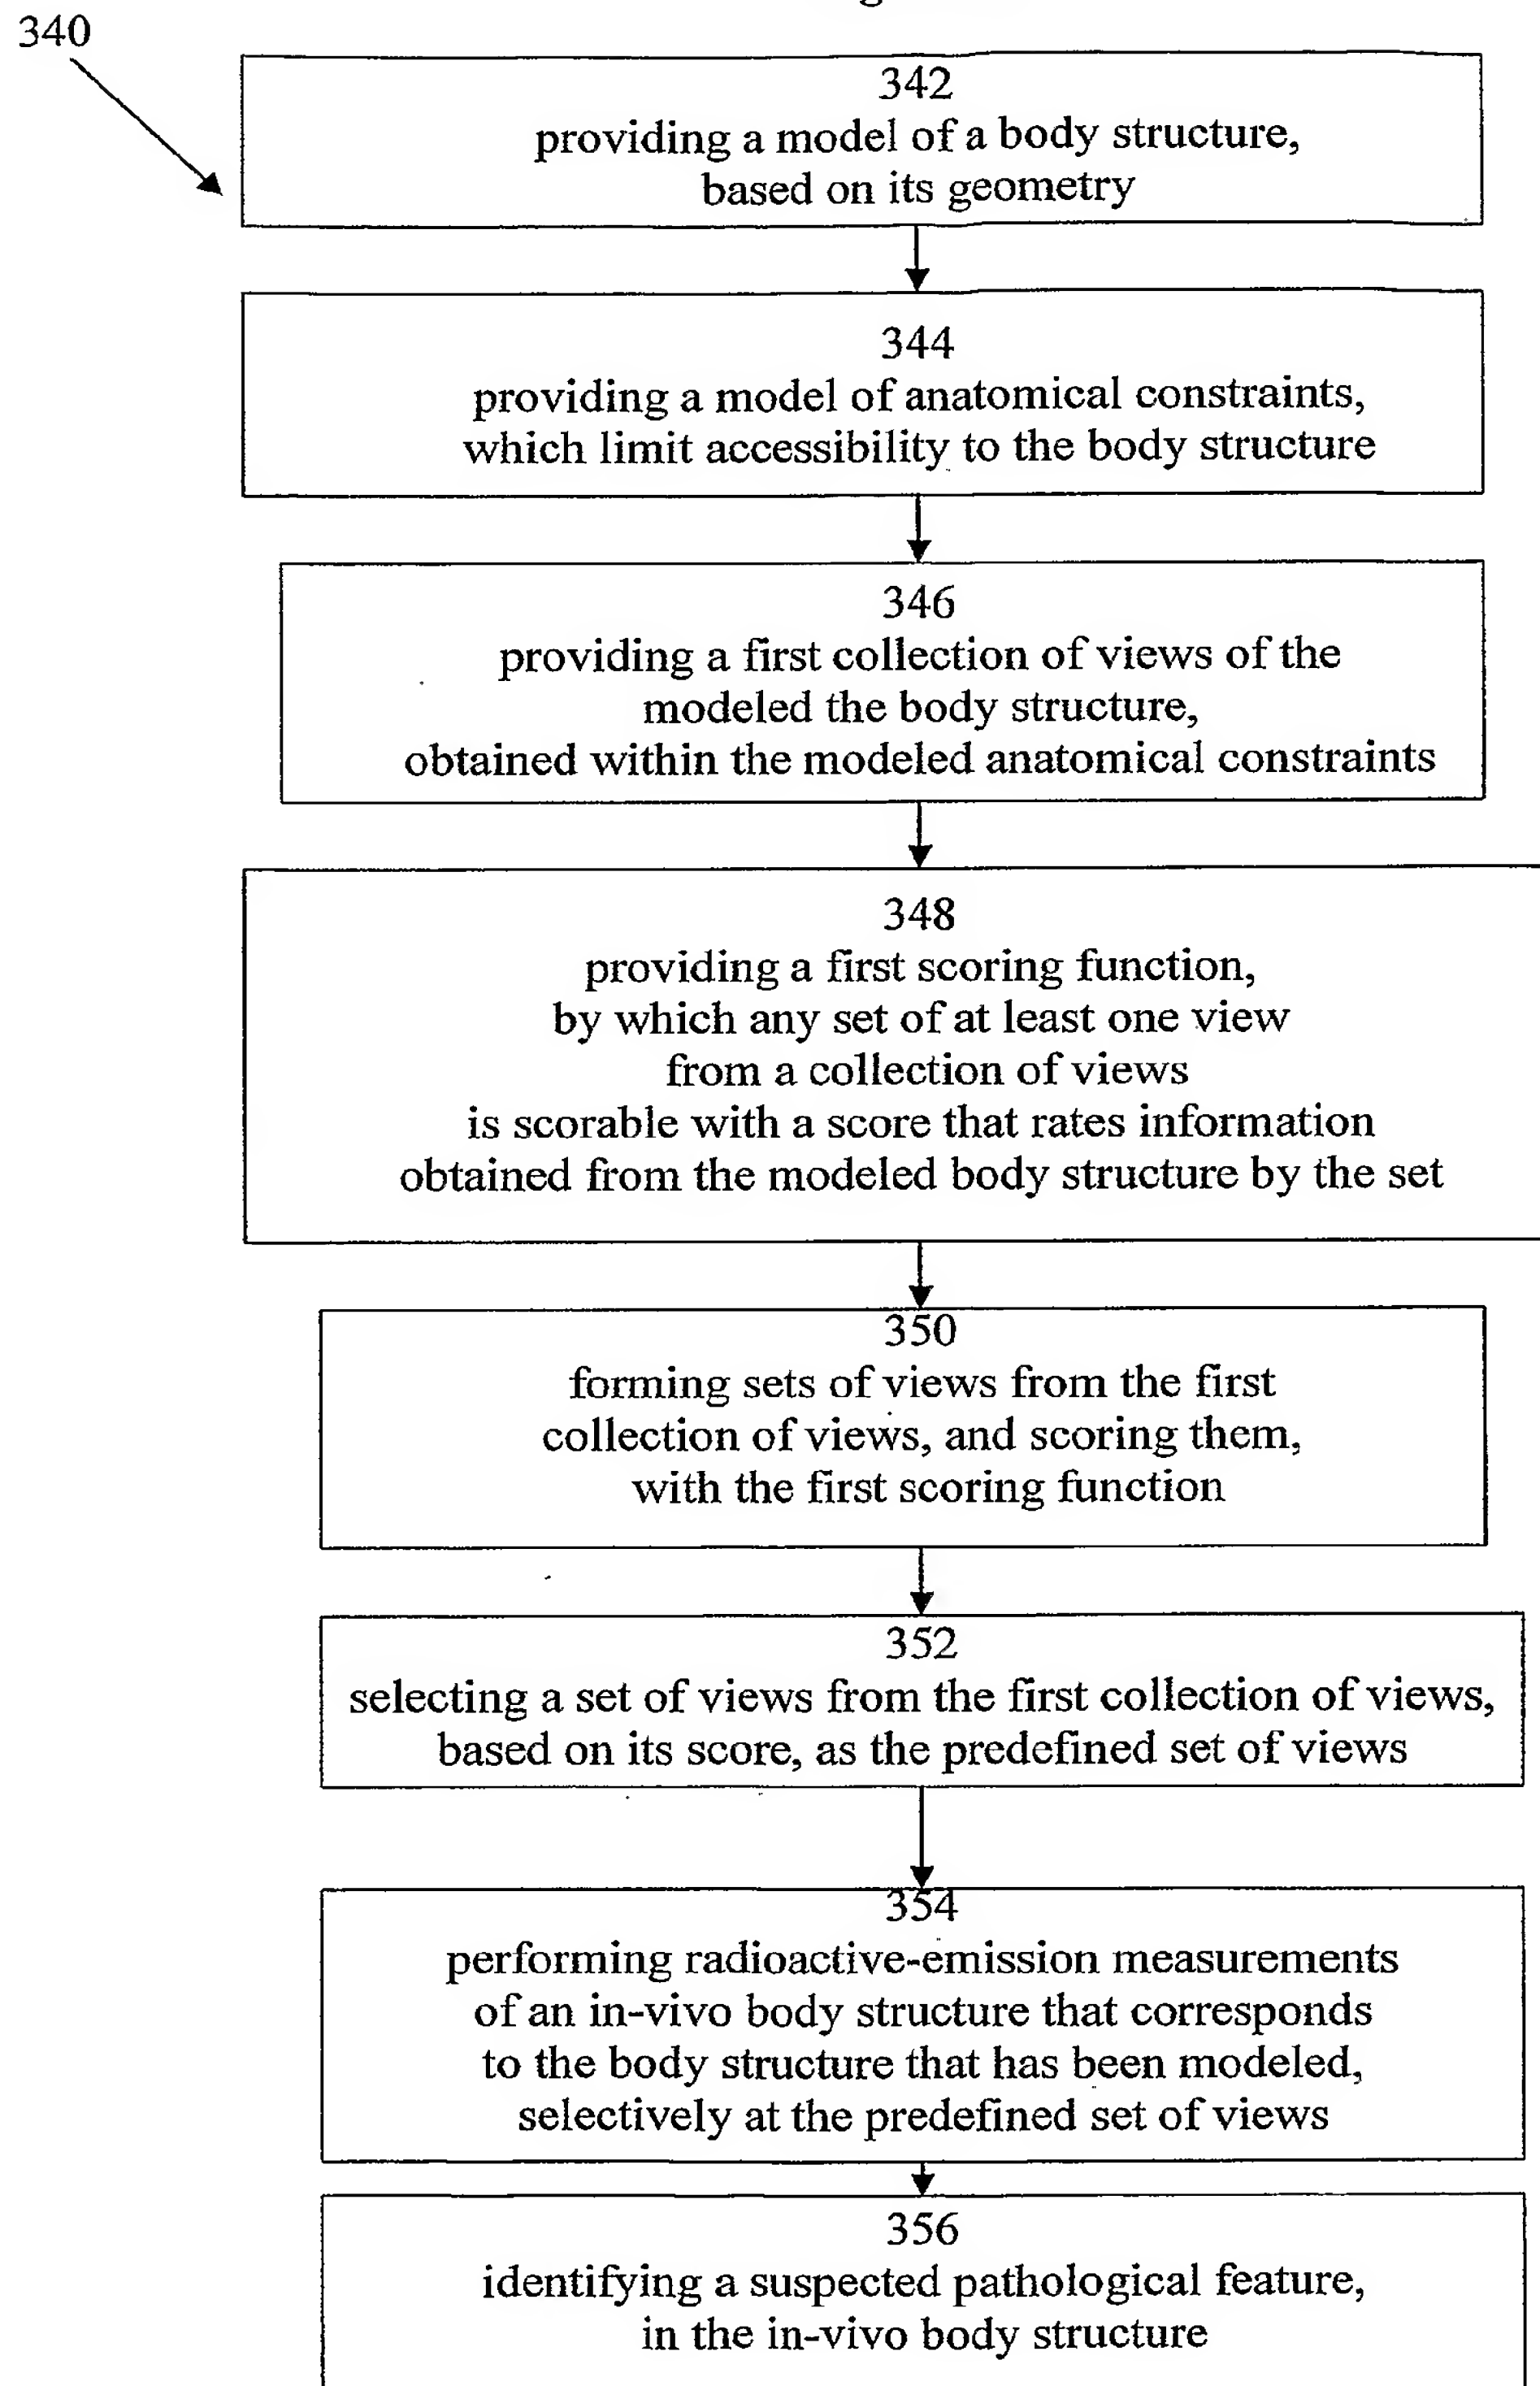 340
342
providing a model of a body structure,
based on its geometry
344
providing a model of anatomical constraints,
which limit accessibility to the body structure
346
providing a first collection of views of the
modeled the body structure,
obtained within the modeled anatomical constraints
348
providing a first scoring function,
by which any set of at least one view
from a collection of views
is scorable with a score that rates information
obtained from the modeled body structure by the set
350
forming sets of views from the first
collection of views, and scoring them,
with the first scoring function
352
selecting a set of views from the first collection of views,
based on its score, as the predefined set of views
354
performing radioactive-emission measurements
of an in-vivo body structure that corresponds
to the body structure that has been modeled,
selectively at the predefined set of views
356
identifying a suspected pathological feature,
in the in-vivo body structure